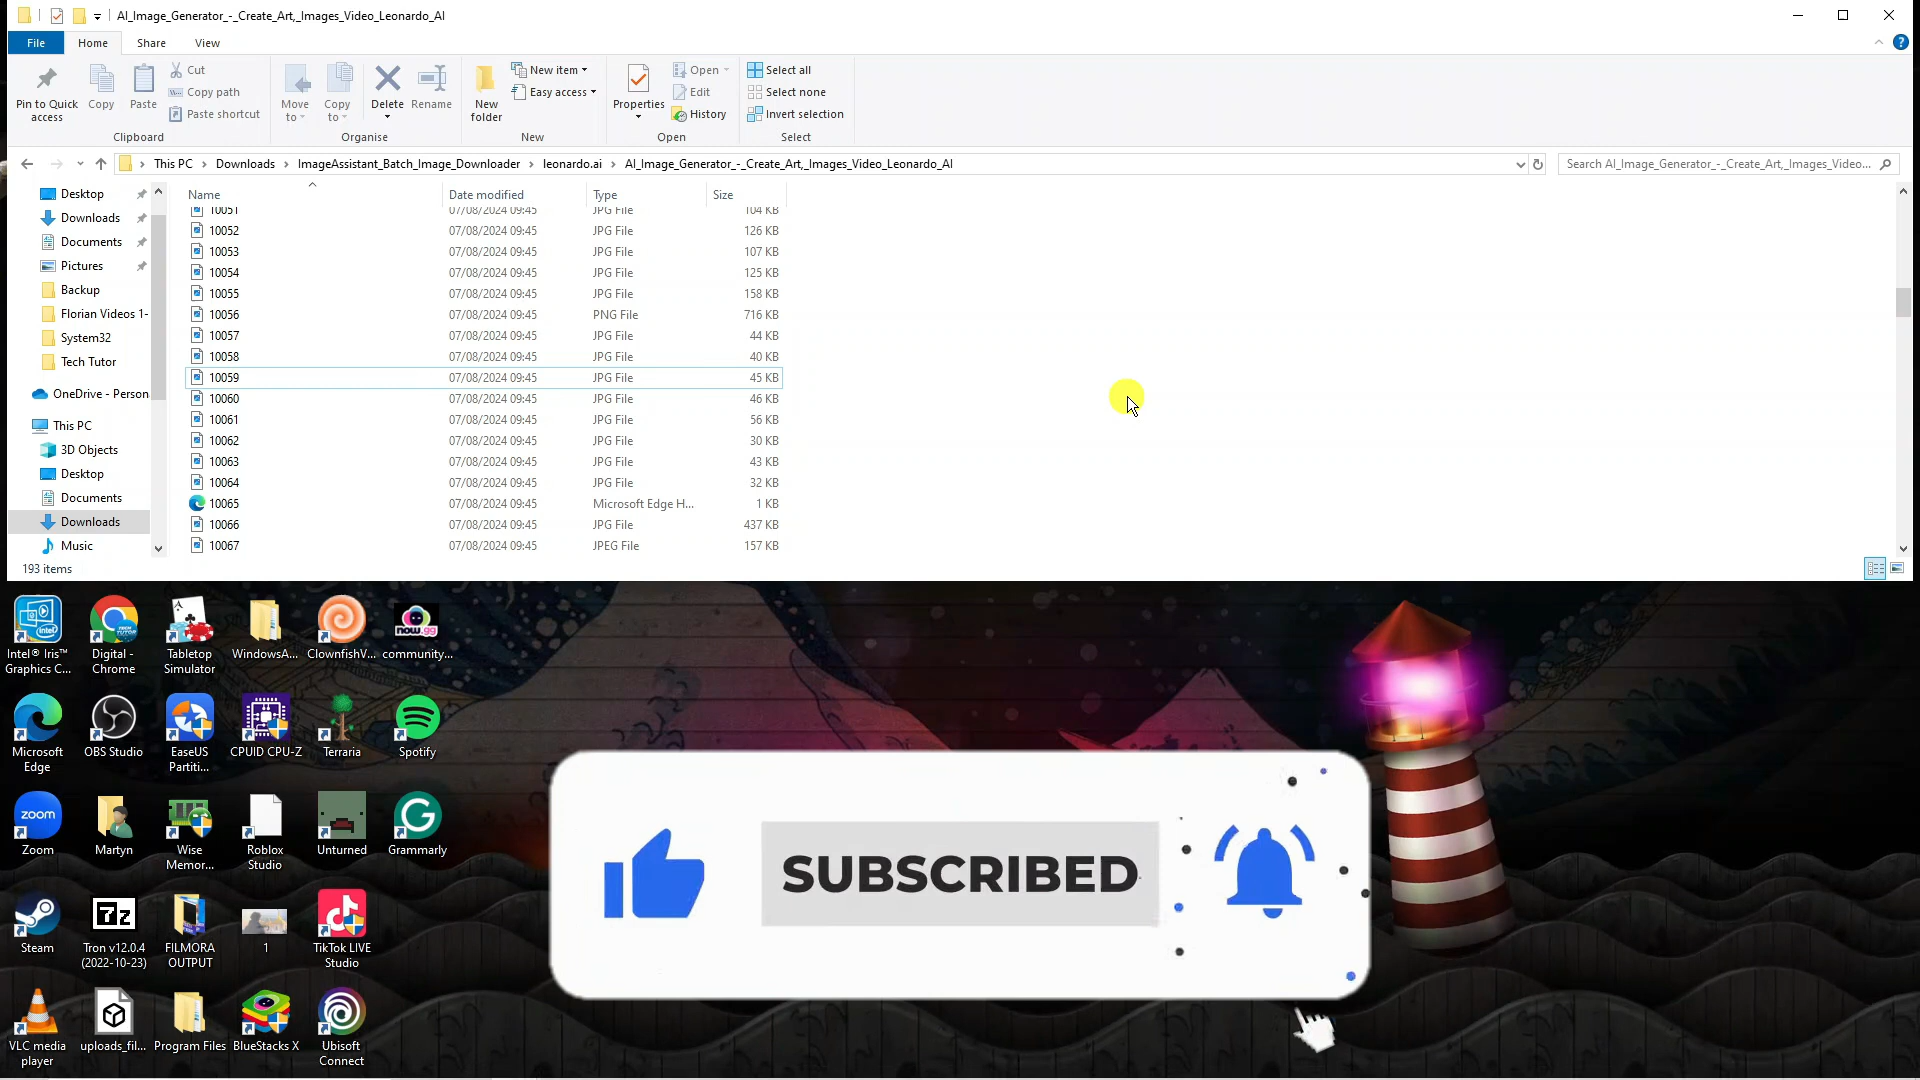 AI_Image_Generator_-_Create_Art,_Images_Video_Leonardo_AI
File Home Share View
Pin to Quick access
Copy
Paste
Cut
Copy path
Paste shortcut
Clipboard
Move to
Copy to
Delete
Rename
Organise
New folder
New item
Easy access
New
Properties
Open
Edit
History
Open
Select all
Select none
Invert selection
Select
This PC > Downloads > ImageAssistant_Batch_Image_Downloader > leonardo.ai > AI_Image_Generator_-_Create_Art,_Images_Video_Leonardo_AI
Search AI_Image_Generator_-_Create_Art,_Images_Video...
Desktop
Downloads
Documents
Pictures
Backup
Florian Videos 1-
System32
Tech Tutor
OneDrive - Person
This PC
3D Objects
Desktop
Documents
Downloads
Music
Name Date modified Type Size
10051 07/08/2024 09:45 JPG File 104 KB
10052 07/08/2024 09:45 JPG File 126 KB
10053 07/08/2024 09:45 JPG File 107 KB
10054 07/08/2024 09:45 JPG File 125 KB
10055 07/08/2024 09:45 JPG File 158 KB
10056 07/08/2024 09:45 PNG File 716 KB
10057 07/08/2024 09:45 JPG File 44 KB
10058 07/08/2024 09:45 JPG File 40 KB
10059 07/08/2024 09:45 JPG File 45 KB
10060 07/08/2024 09:45 JPG File 46 KB
10061 07/08/2024 09:45 JPG File 56 KB
10062 07/08/2024 09:45 JPG File 30 KB
10063 07/08/2024 09:45 JPG File 43 KB
10064 07/08/2024 09:45 JPG File 32 KB
10065 07/08/2024 09:45 Microsoft Edge H... 1 KB
10066 07/08/2024 09:45 JPG File 437 KB
10067 07/08/2024 09:45 JPEG File 157 KB
193 items
Intel® Iris™ Graphics C...
Digital - Chrome
Tabletop Simulator
WindowsA...
ClownfishV...
now.gg
community...
Microsoft Edge
OBS Studio
EaseUS Partiti...
CPUID CPU-Z
Terraria
Spotify
zoom
Zoom
Martyn
Wise Memor...
Roblox Studio
Unturned
Grammarly
Steam
7z
Tron v12.0.4 (2022-10-23)
FILMORA OUTPUT
1
TikTok LIVE Studio
VLC media player
uploads_fil...
Program Files
BlueStacks X
Ubisoft Connect
SUBSCRIBED